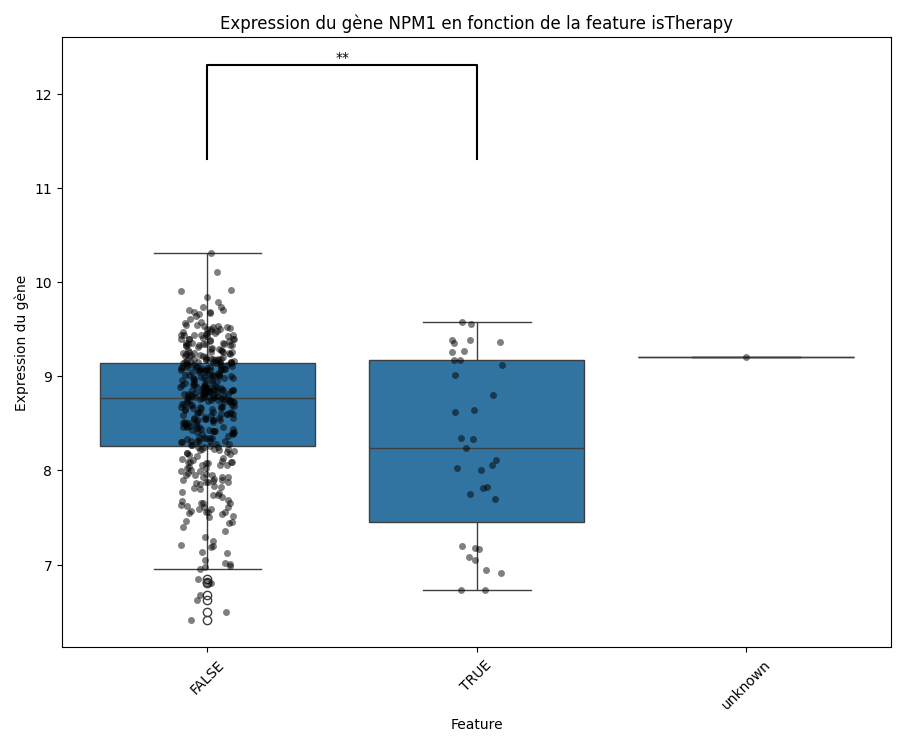 Expression du gène NPM1 en fonction de la feature isTherapy
**
12
11
10
9
8
7
Expression du gène
FALSE
TRUE
unknown
Feature